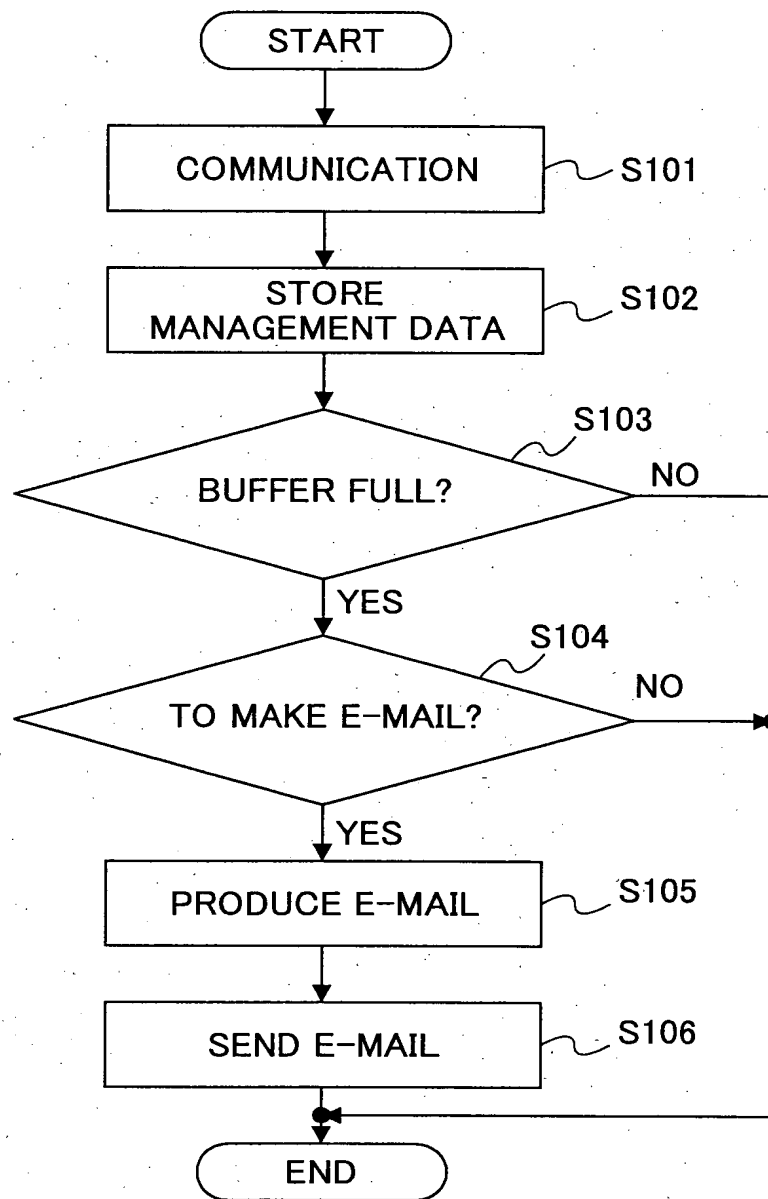 START
COMMUNICATION
S101
STORE
MANAGEMENT DATA
S102
S103
BUFFER FULL?
NO
YES
S104
TO MAKE E-MAIL?
NO
YES
PRODUCE E-MAIL
S105
SEND E-MAIL
S106
END